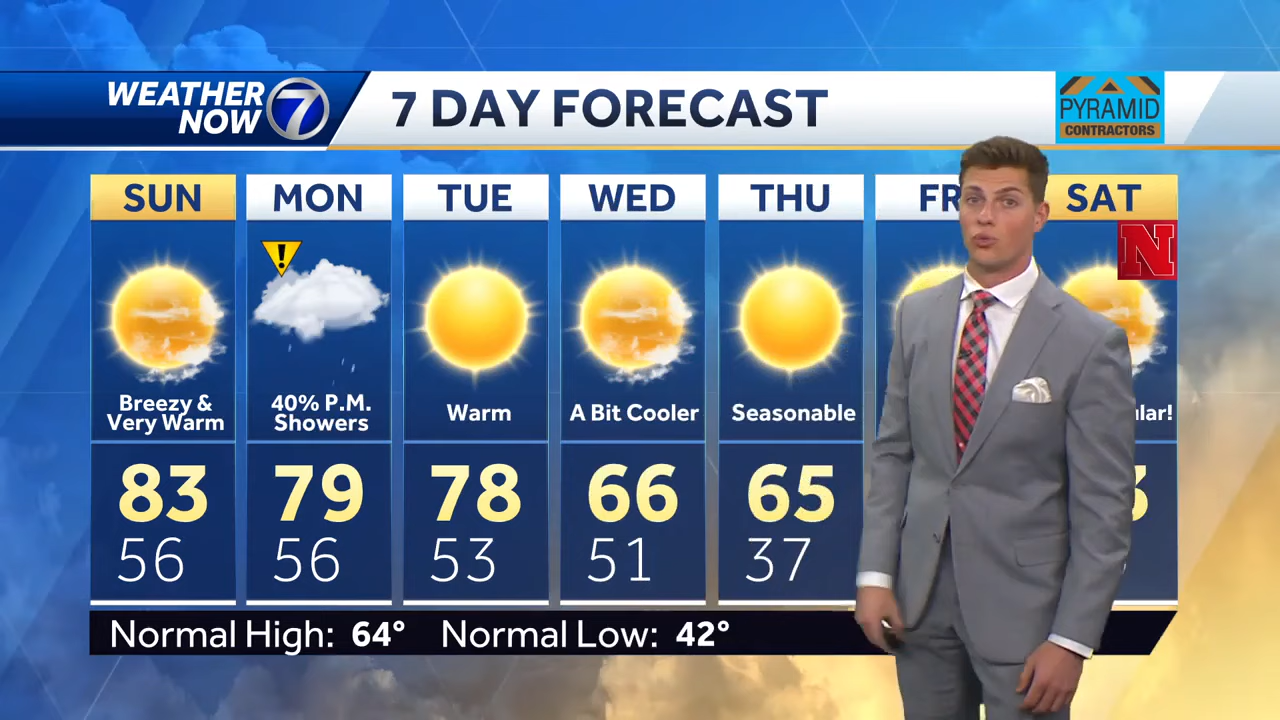 WEATHER
NOW 7
7 DAY FORECAST
PYRAMID
CONTRACTORS
SUN MON TUE WED THU SAT
! N
Breezy &
Very Warm
40% P.M.
Showers
Warm
A Bit Cooler
Seasonable
83 79 78 66 65
56 56 53 51 37
Normal High: 64° Normal Low: 42°